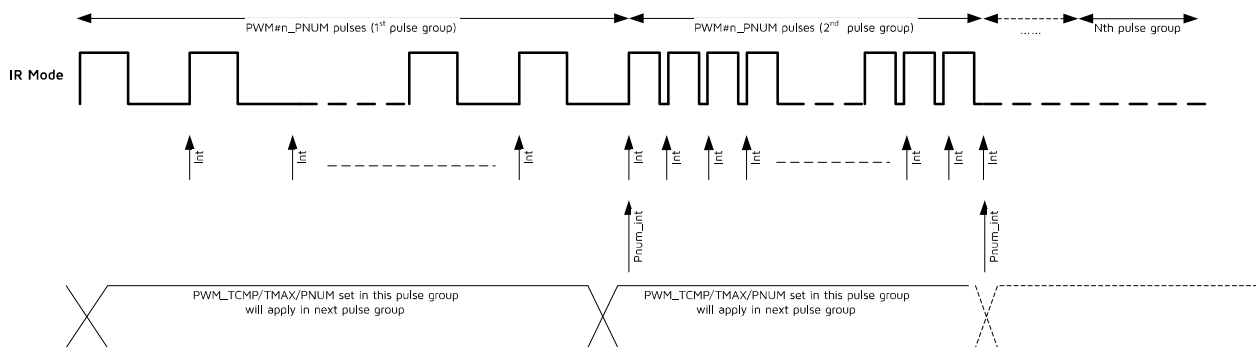 PWM#n_PNUM pulses (1st pulse group)
PWM#n_PNUM pulses (2nd pulse group)
......
Nth pulse group
IR Mode
Int
Int
Int
Int
Int
Int
Int
Int
Int
Int
Pnum_int
Pnum_int
PWM_TCMP/TMAX/PNUM set in this pulse group
will apply in next pulse group
PWM_TCMP/TMAX/PNUM set in this pulse group
will apply in next pulse group